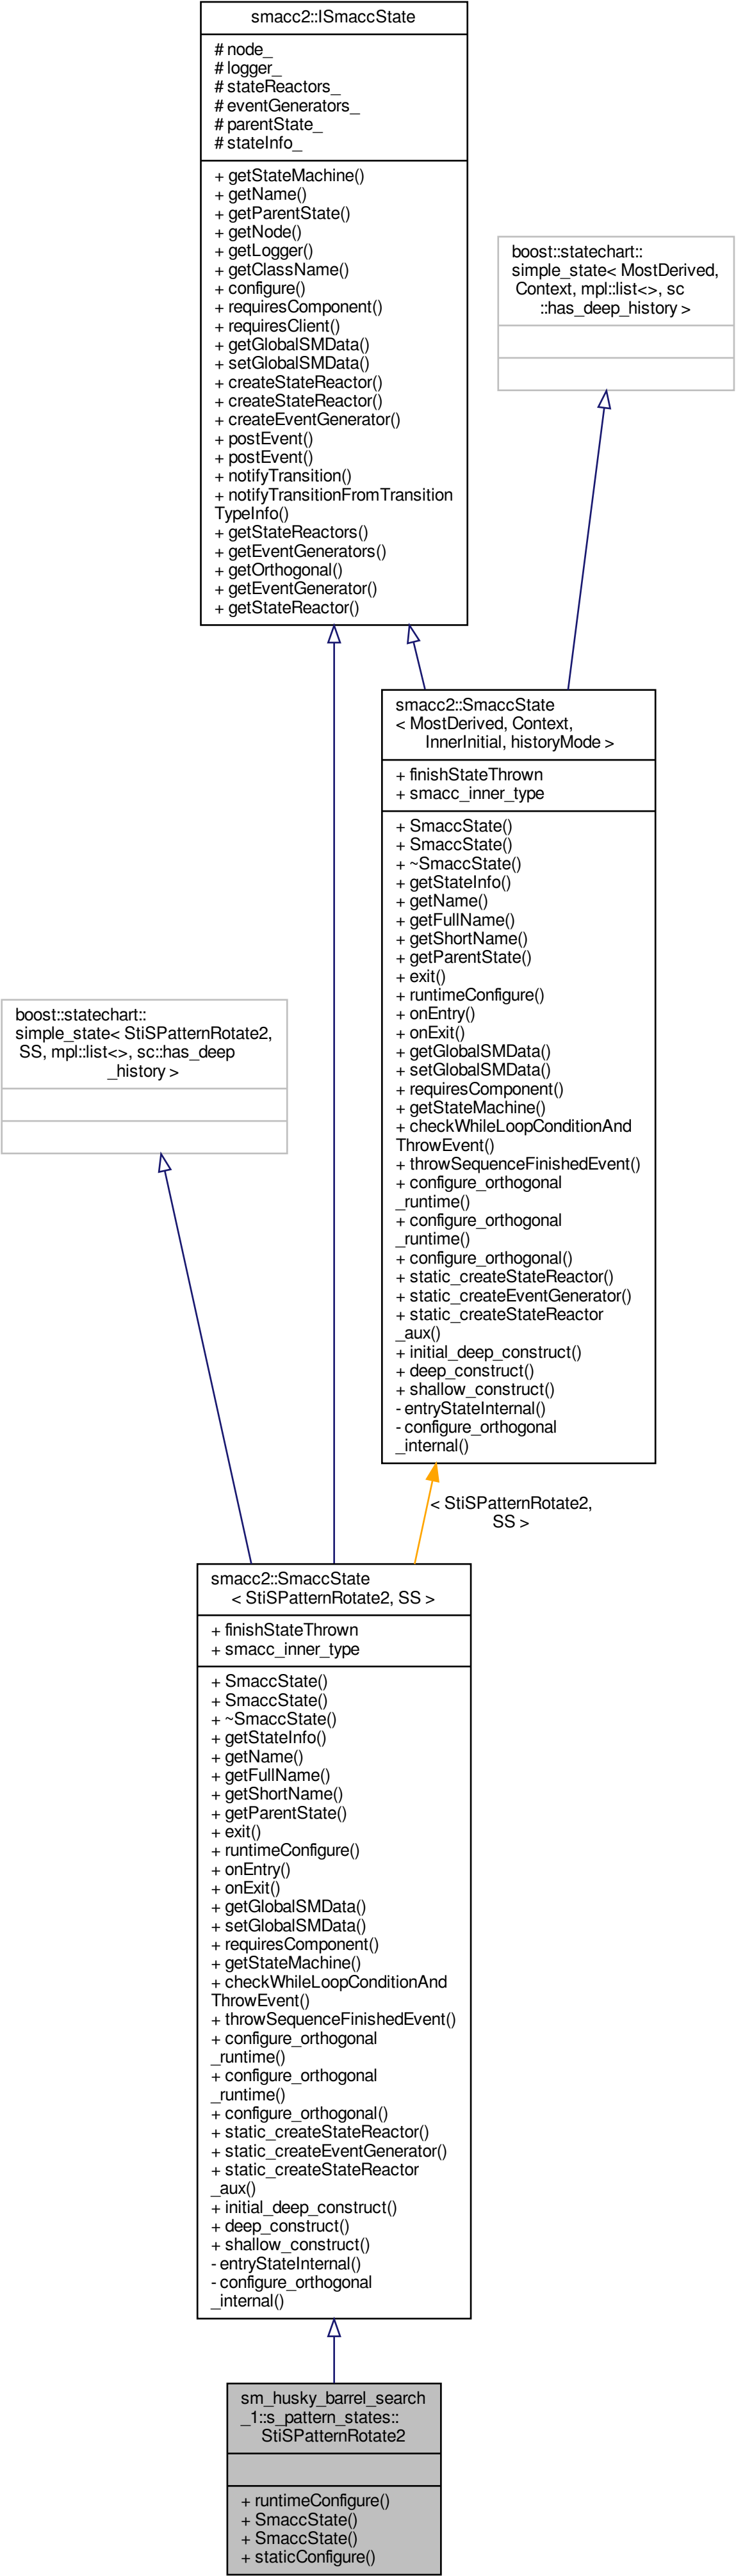 smacc2::ISmaccState
# node_
# logger_
# stateReactors_
# eventGenerators_
# parentState_
# stateInfo_
+ getStateMachine()
+ getName()
+ getParentState()
+ getNode()
+ getLogger()
+ getClassName()
+ configure()
+ requiresComponent()
+ requiresClient()
+ getGlobalSMData()
+ setGlobalSMData()
+ createStateReactor()
+ createStateReactor()
+ createEventGenerator()
+ postEvent()
+ postEvent()
+ notifyTransition()
+ notifyTransitionFromTransition
TypeInfo()
+ getStateReactors()
+ getEventGenerators()
+ getOrthogonal()
+ getEventGenerator()
+ getStateReactor()
boost::statechart::
simple_state< MostDerived,
Context, mpl::list<>, sc
::has_deep_history >
smacc2::SmaccState
< MostDerived, Context,
InnerInitial, historyMode >
+ finishStateThrown
+ smacc_inner_type
+ SmaccState()
+ SmaccState()
+ ~SmaccState()
+ getStateInfo()
+ getName()
+ getFullName()
+ getShortName()
+ getParentState()
+ exit()
+ runtimeConfigure()
+ onEntry()
+ onExit()
+ getGlobalSMData()
+ setGlobalSMData()
+ requiresComponent()
+ getStateMachine()
+ checkWhileLoopConditionAnd
ThrowEvent()
+ throwSequenceFinishedEvent()
+ configure_orthogonal
_runtime()
+ configure_orthogonal
_runtime()
+ configure_orthogonal()
+ static_createStateReactor()
+ static_createEventGenerator()
+ static_createStateReactor
_aux()
+ initial_deep_construct()
+ deep_construct()
+ shallow_construct()
- entryStateInternal()
- configure_orthogonal
_internal()
boost::statechart::
simple_state< StiSPatternRotate2,
SS, mpl::list<>, sc::has_deep
_history >
< StiSPatternRotate2,
SS >
smacc2::SmaccState
< StiSPatternRotate2, SS >
+ finishStateThrown
+ smacc_inner_type
+ SmaccState()
+ SmaccState()
+ ~SmaccState()
+ getStateInfo()
+ getName()
+ getFullName()
+ getShortName()
+ getParentState()
+ exit()
+ runtimeConfigure()
+ onEntry()
+ onExit()
+ getGlobalSMData()
+ setGlobalSMData()
+ requiresComponent()
+ getStateMachine()
+ checkWhileLoopConditionAnd
ThrowEvent()
+ throwSequenceFinishedEvent()
+ configure_orthogonal
_runtime()
+ configure_orthogonal
_runtime()
+ configure_orthogonal()
+ static_createStateReactor()
+ static_createEventGenerator()
+ static_createStateReactor
_aux()
+ initial_deep_construct()
+ deep_construct()
+ shallow_construct()
- entryStateInternal()
- configure_orthogonal
_internal()
sm_husky_barrel_search
_1::s_pattern_states::
StiSPatternRotate2
+ runtimeConfigure()
+ SmaccState()
+ SmaccState()
+ staticConfigure()